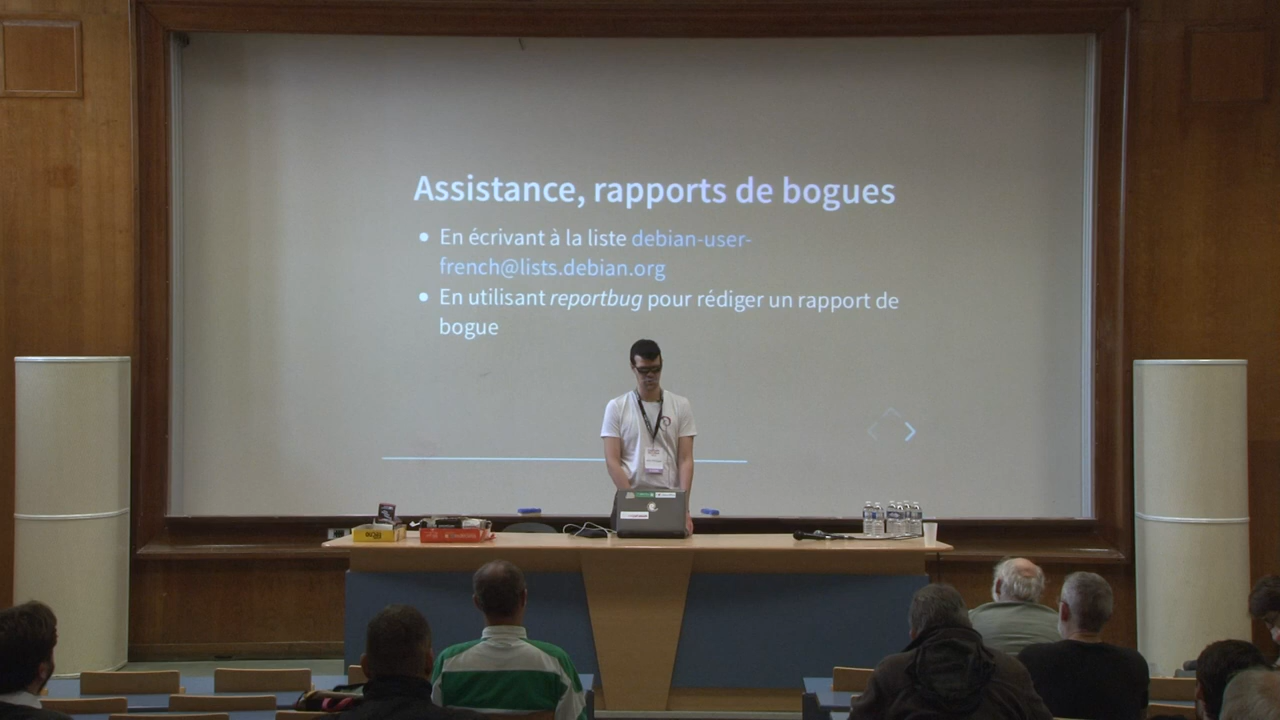 Assistance, rapports de bogues
En écrivant à la liste debian-user-
french@lists.debian.org
En utilisant reportbug pour rédiger un rapport de
bogue